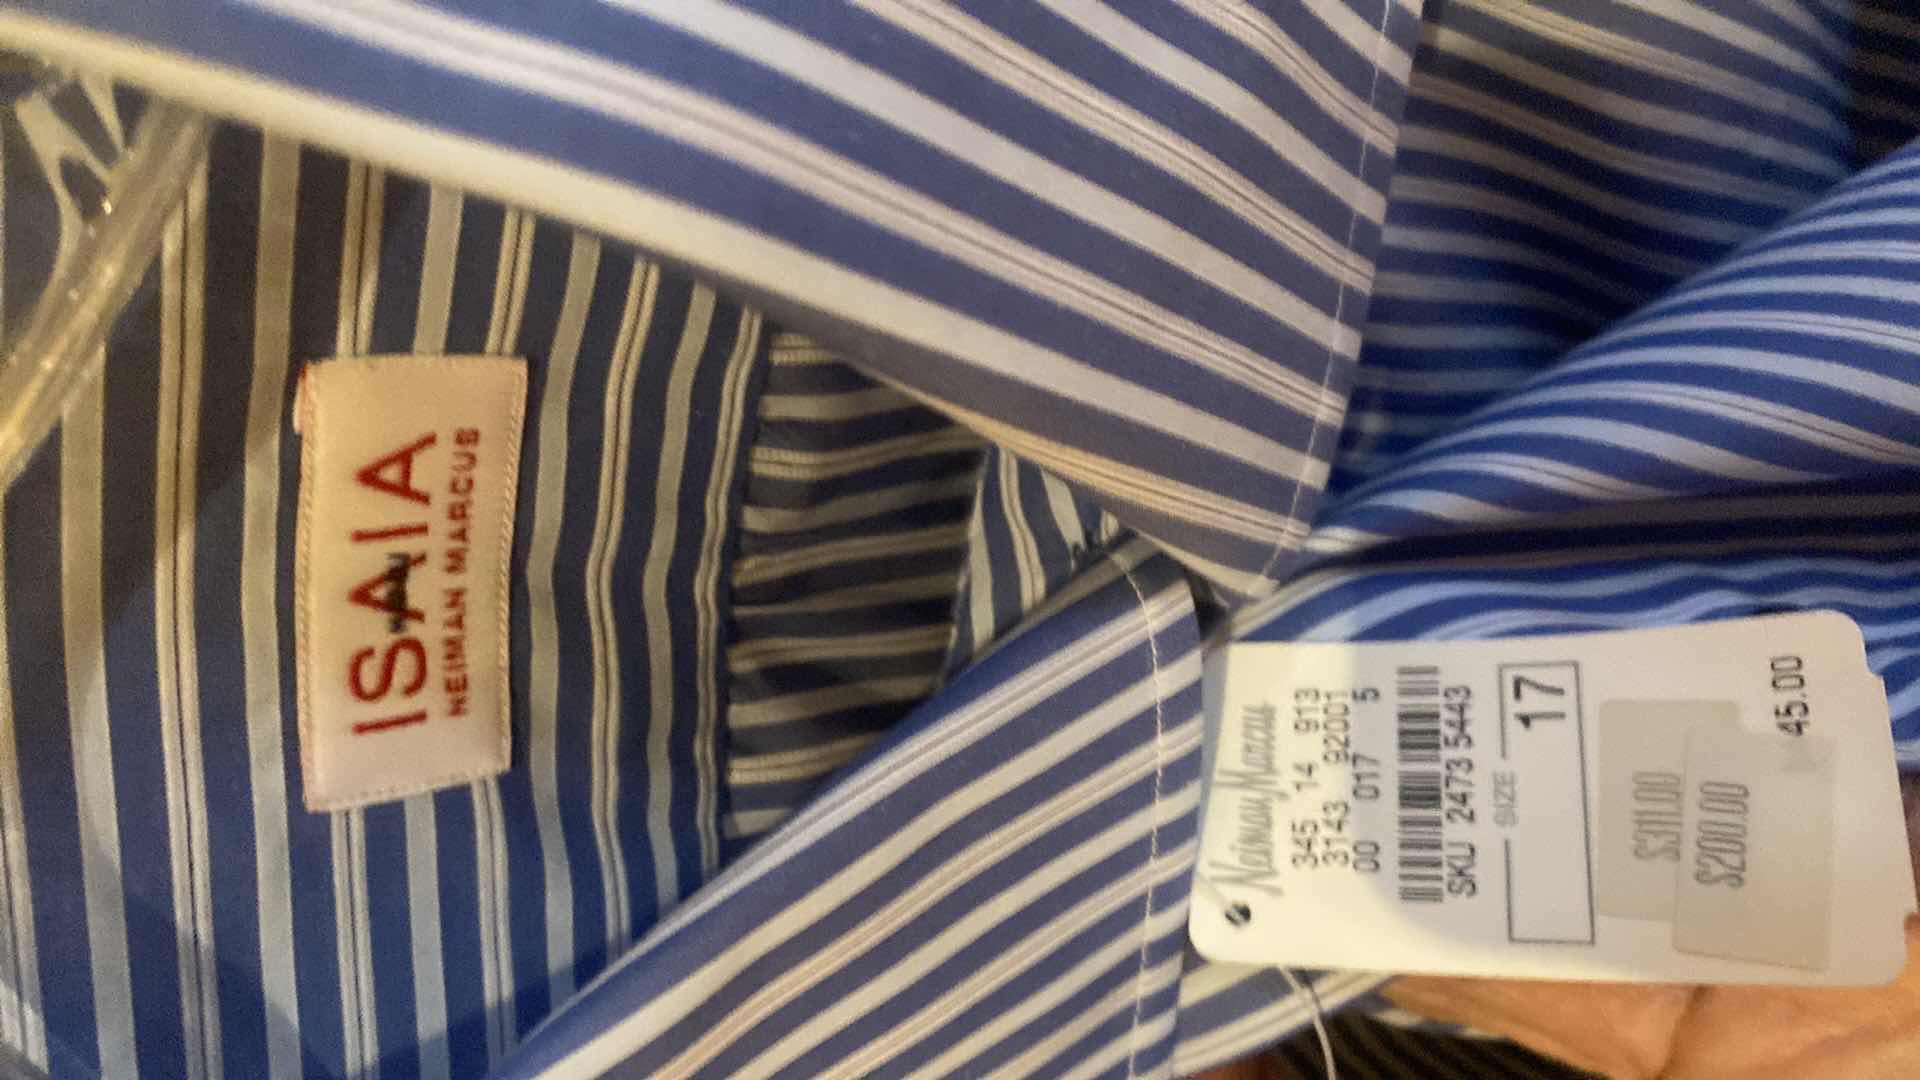 ISAIA
NEIMAN MARCUS
Neiman Marcus
345 14 913
3143 92001
00 017 5
SKU 2473 5443
SIZE
17
$311.00
$200.00
45.00